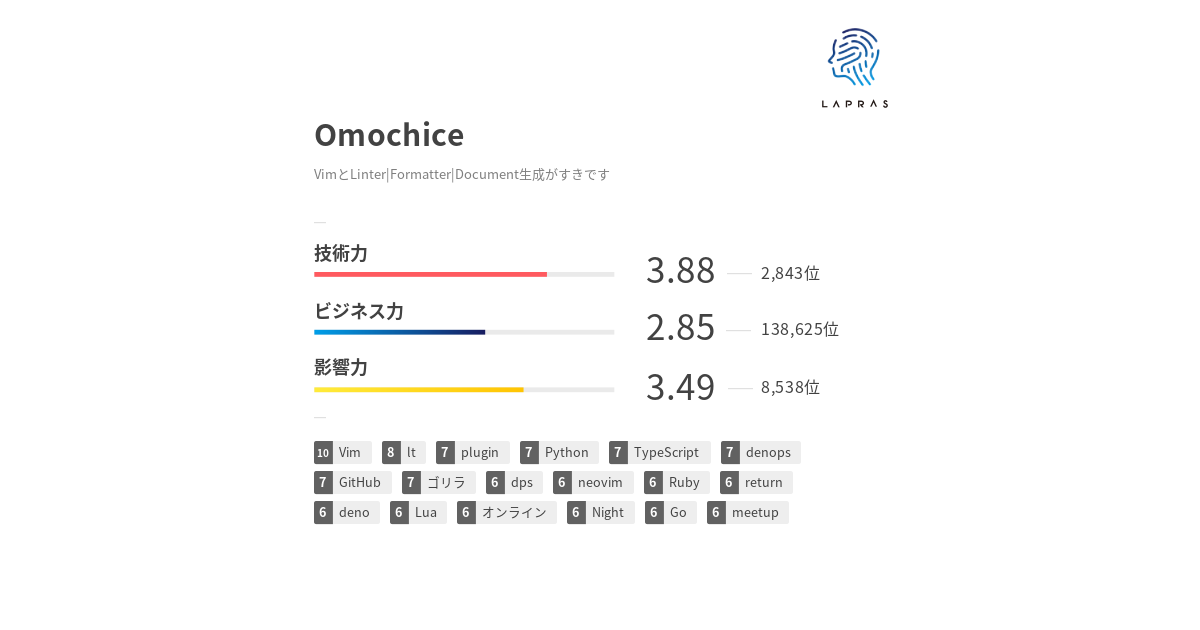 LAPRAS
Omochice
VimとLinter|Formatter|Document生成がすきです
技術力
3.88 2,843位
ビジネス力
2.85 138,625位
影響力
3.49 8,538位
10 Vim 8 lt 7 plugin 7 Python 7 TypeScript 7 denops
7 GitHub 7 ゴリラ 6 dps 6 neovim 6 Ruby 6 return
6 deno 6 Lua 6 オンライン 6 Night 6 Go 6 meetup